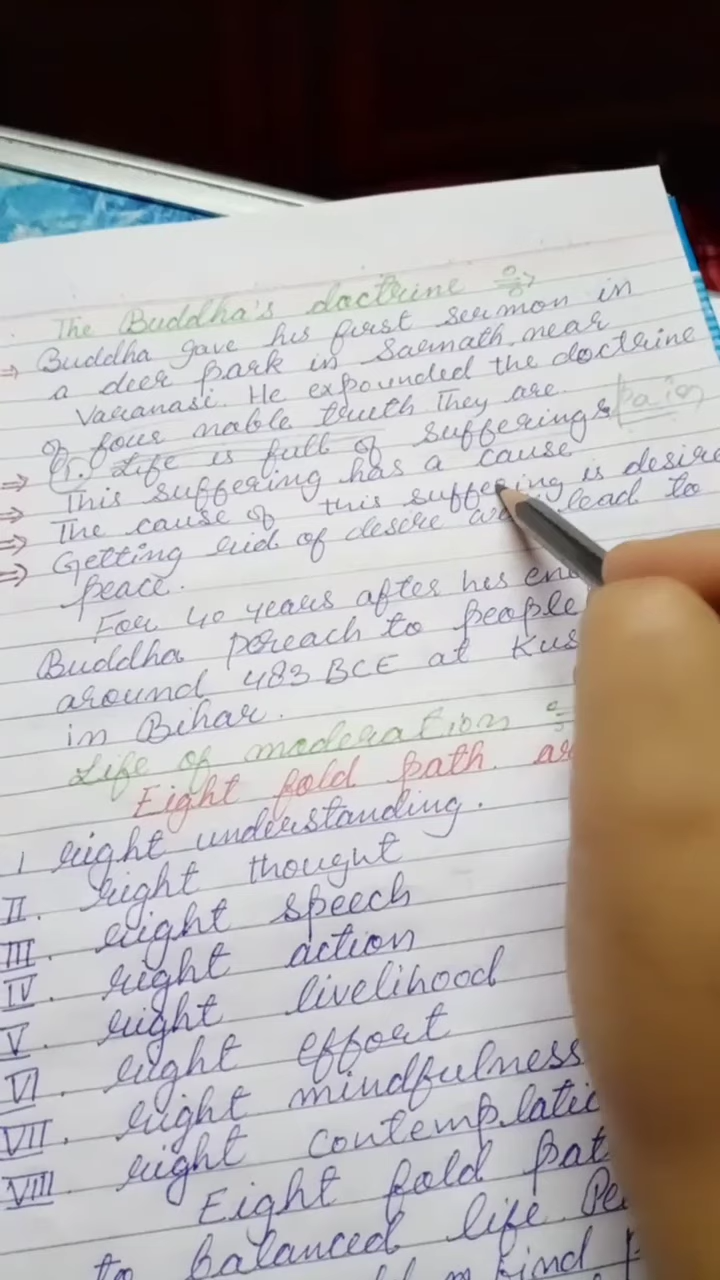 The Buddha's doctrine :⇒
⇒ Buddha gave his first sermon in
a deer park in Sarnath near
Varanasi. He expounded the doctrine
of four noble truth They are
⇒ 1. Life is full of sufferings pain
⇒ This suffering has a cause
⇒ The cause of this suffering is desire
⇒ Getting rid of desire lead to
peace.
For 40 years after his
Buddha preach to people
around 483 BCE at
in Bihar.
Life of moderation
Eight fold path
I right understanding.
II. right thought
III right speech
IV. right action
V. right livelihood
VI. right effort
VII. right mindfulness
VIII. right
Eight fold
to balanced life